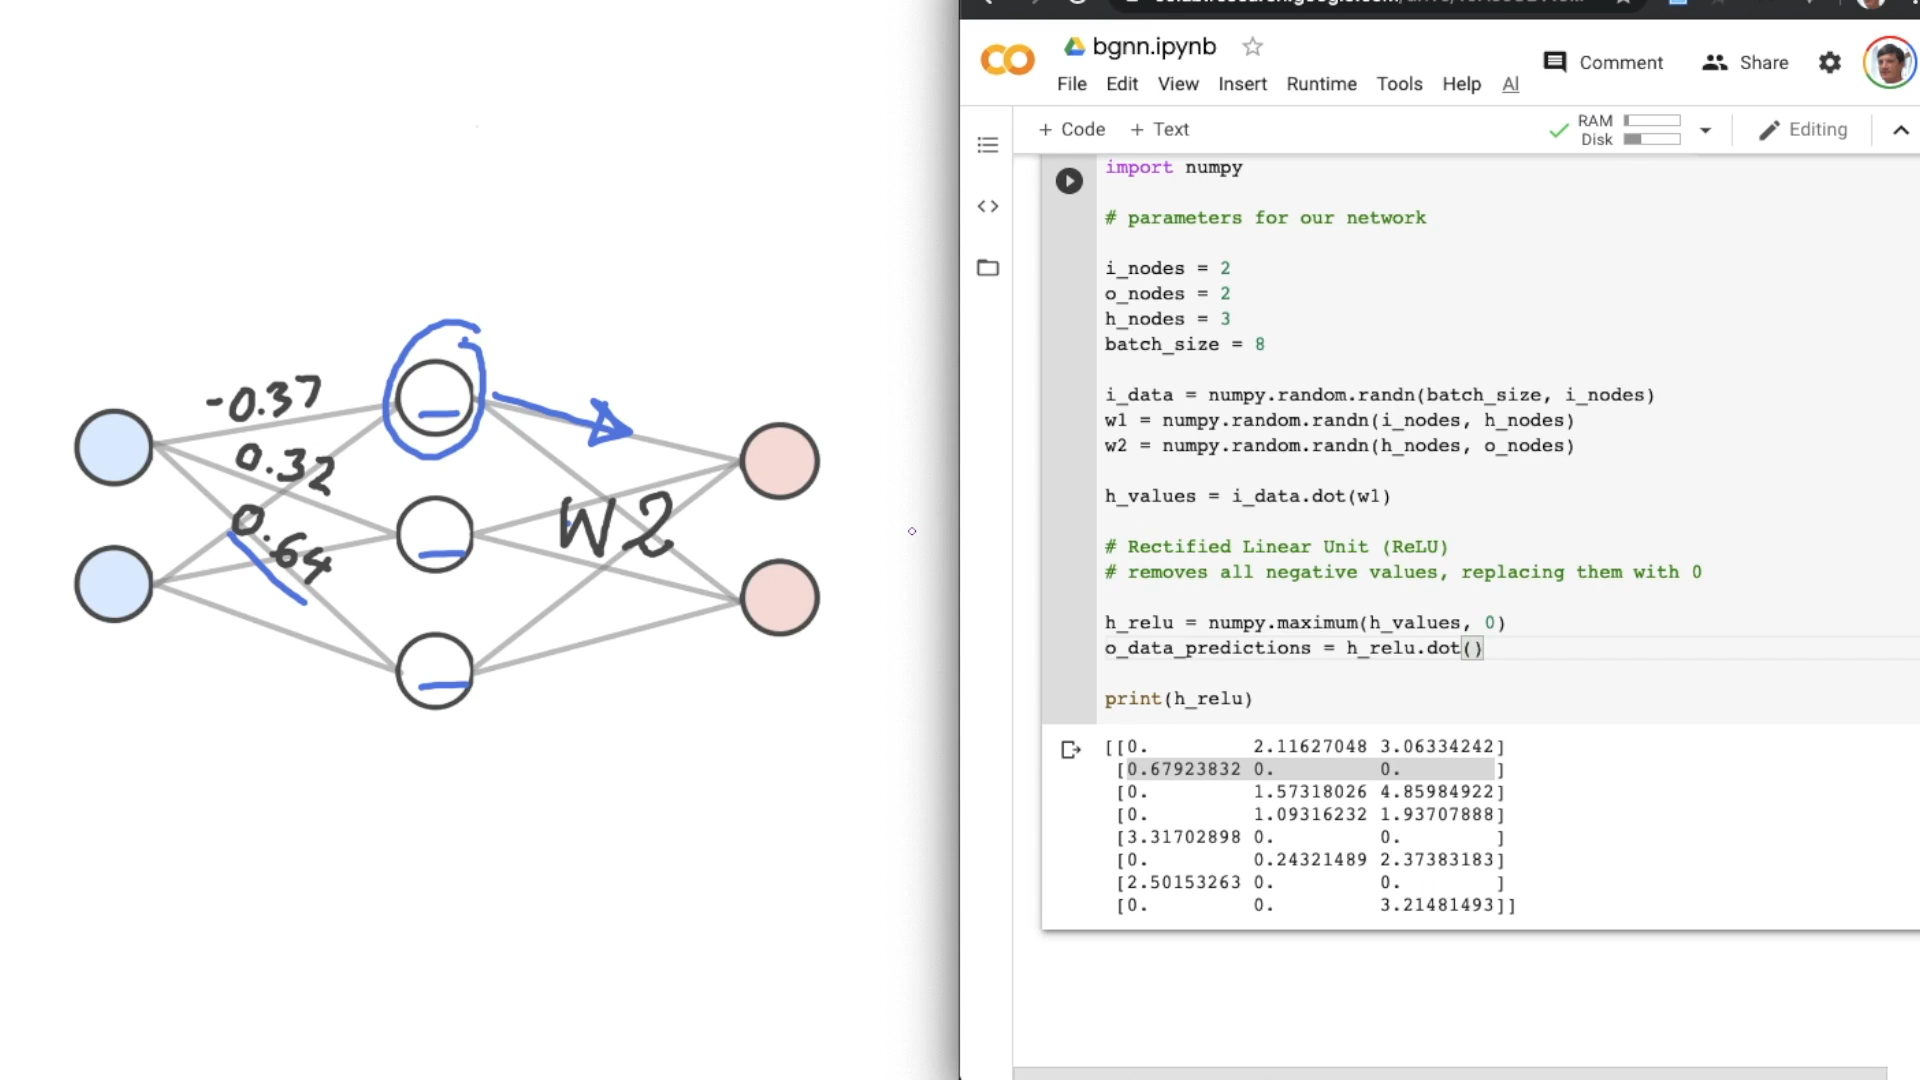 -0.37
0.32
0.64
W2
bgnn.ipynb
Comment
Share
File Edit View Insert Runtime Tools Help AI
+ Code + Text
RAM
Disk
Editing
import numpy
# parameters for our network
i_nodes = 2
o_nodes = 2
h_nodes = 3
batch_size = 8
i_data = numpy.random.randn(batch_size, i_nodes)
w1 = numpy.random.randn(i_nodes, h_nodes)
w2 = numpy.random.randn(h_nodes, o_nodes)
h_values = i_data.dot(w1)
# Rectified Linear Unit (ReLU)
# removes all negative values, replacing them with 0
h_relu = numpy.maximum(h_values, 0)
o_data_predictions = h_relu.dot()
print(h_relu)
[[0. 2.11627048 3.06334242]
[0.67923832 0. 0. ]
[0. 1.57318026 4.85984922]
[0. 1.09316232 1.93707888]
[3.31702898 0. 0. ]
[0. 0.24321489 2.37383183]
[2.50153263 0. 0. ]
[0. 0. 3.21481493]]